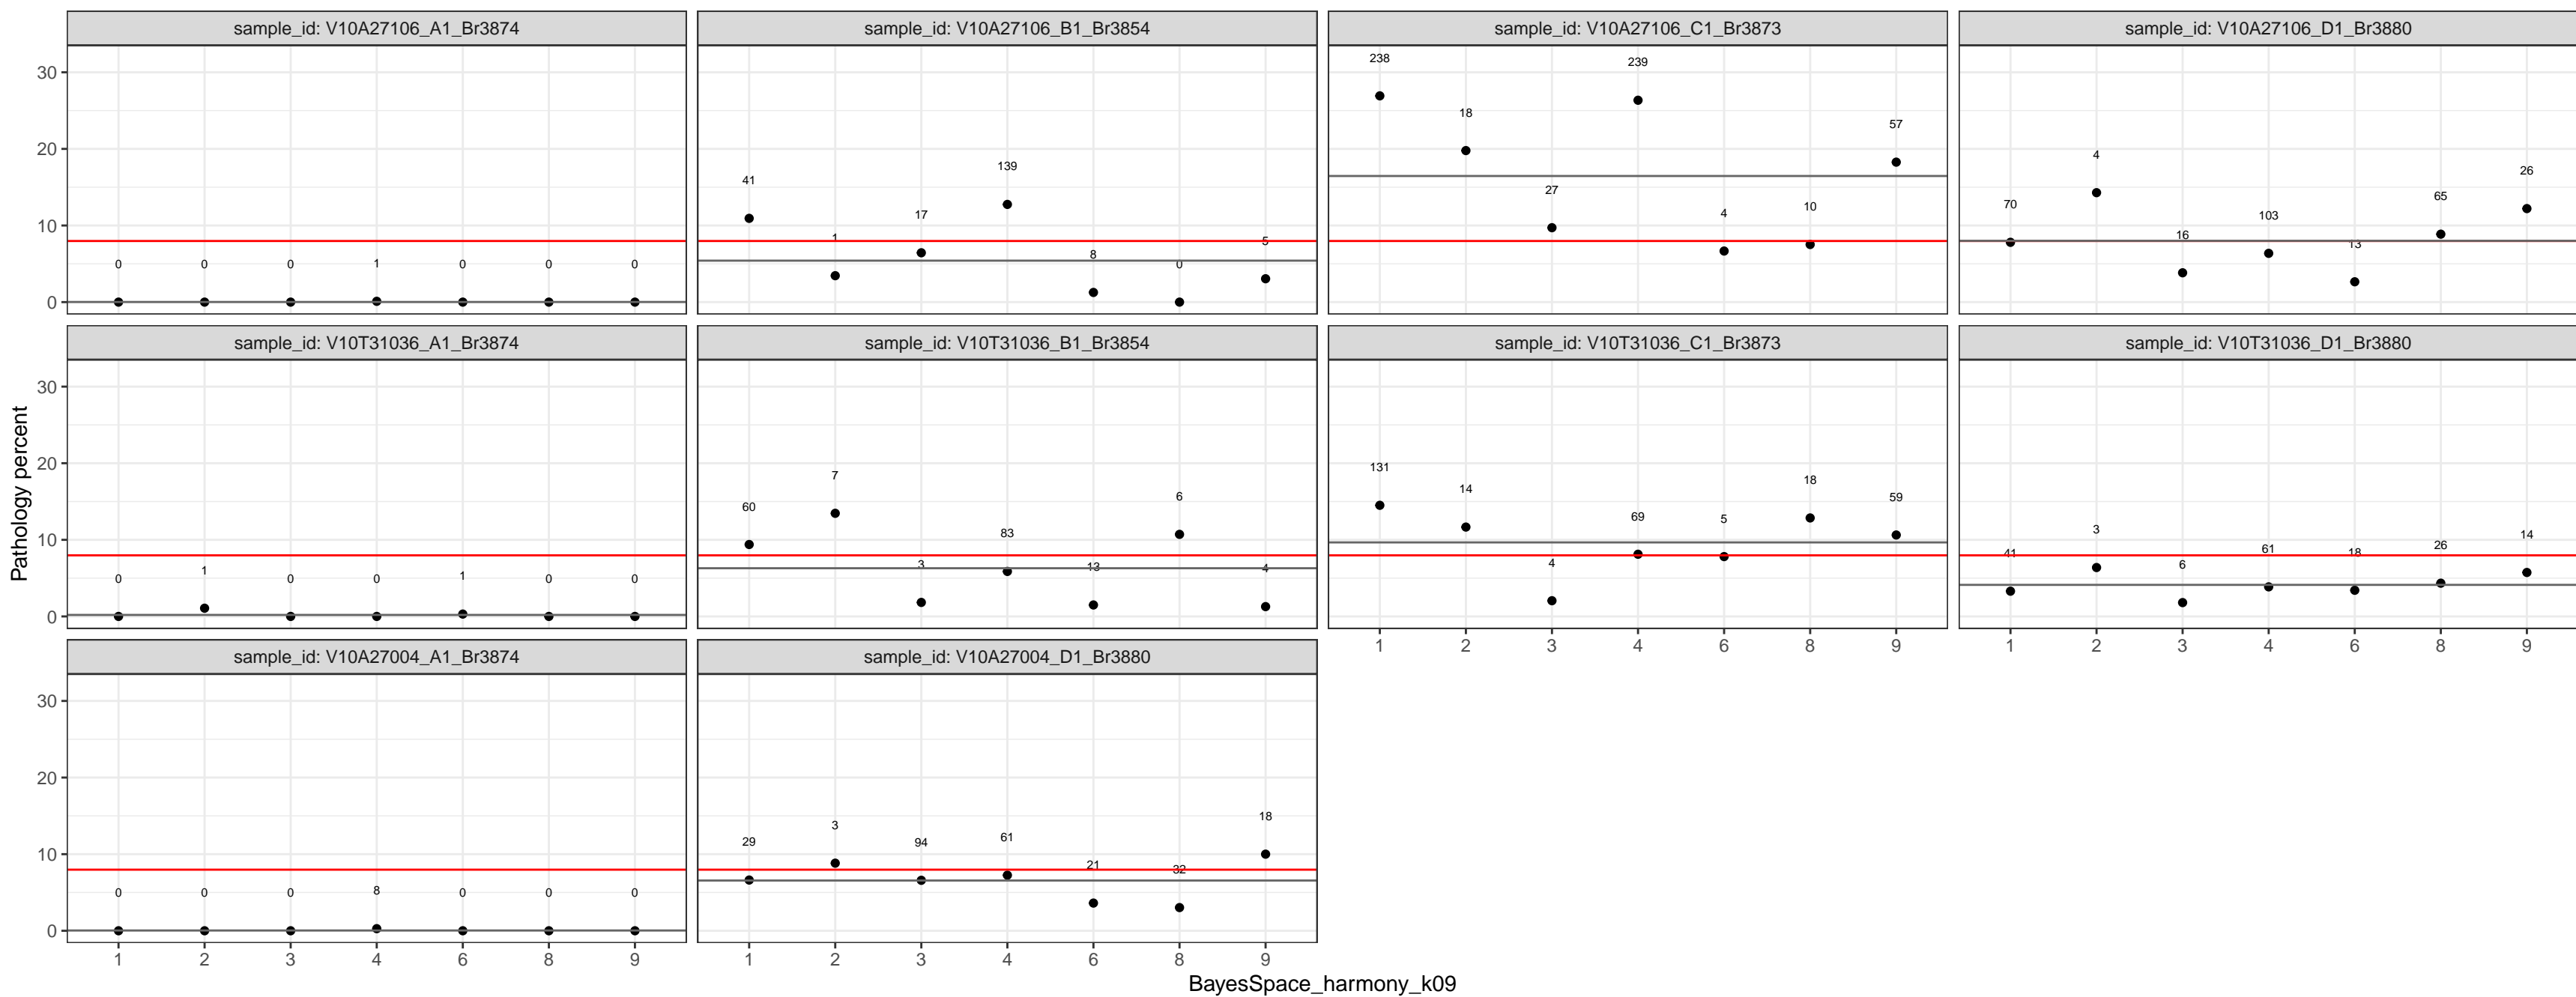 sample_id: V10A27106_A1_Br3874 sample_id: V10A27106_B1_Br3854 sample_id: V10A27106_C1_Br3873 sample_id: V10A27106_D1_Br3880
30
20
10
0
0 0 0 1 0 0 0
41 1 17 139 8 0 5
238 18 27 239 4 10 57
70 4 16 103 13 65 26
sample_id: V10T31036_A1_Br3874 sample_id: V10T31036_B1_Br3854 sample_id: V10T31036_C1_Br3873 sample_id: V10T31036_D1_Br3880
Pathology percent
30
20
10
0
0 1 0 0 1 0 0
60 7 3 83 13 6 4
131 14 4 69 5 18 59
41 3 6 61 18 26 14
1 2 3 4 6 8 9
1 2 3 4 6 8 9
sample_id: V10A27004_A1_Br3874 sample_id: V10A27004_D1_Br3880
30
20
10
0
0 0 0 8 0 0 0
29 3 94 61 21 32 18
1 2 3 4 6 8 9
1 2 3 4 6 8 9
BayesSpace_harmony_k09